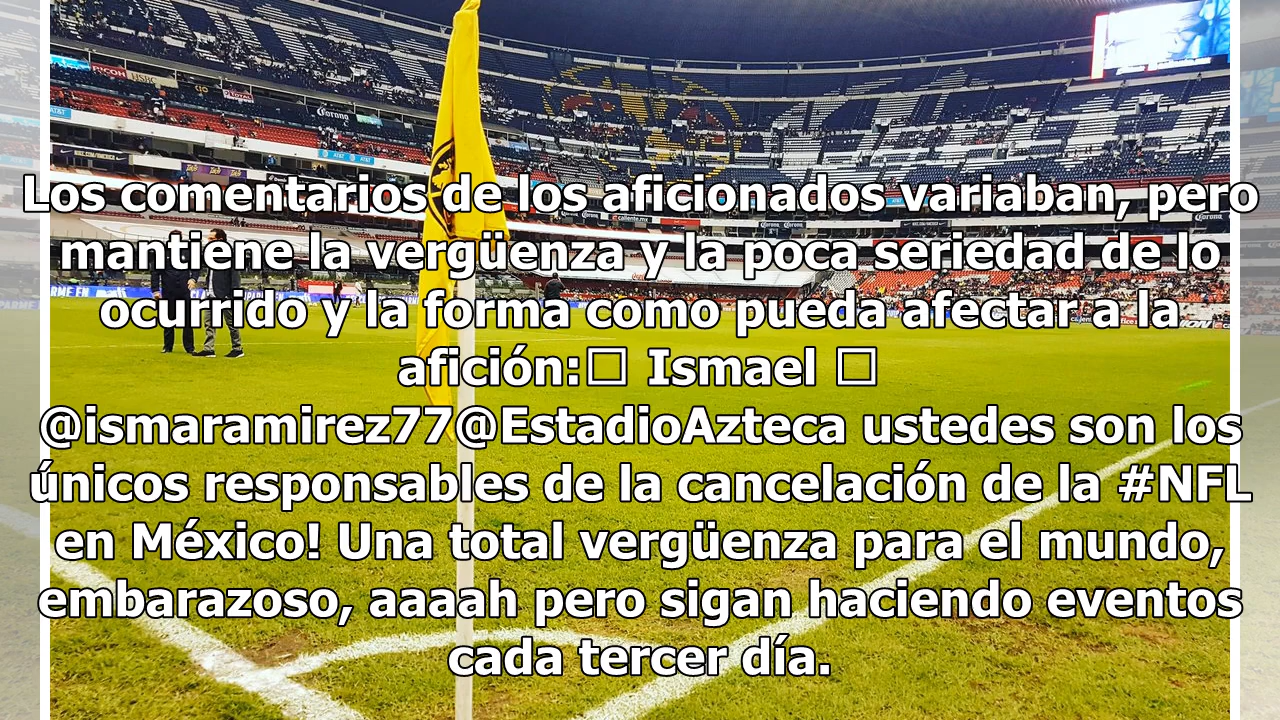 Los comentarios de los aficionados variaban, pero
mantiene la vergüenza y la poca seriedad de lo
ocurrido y la forma como pueda afectar a la
afición:□ Ismael □
@ismaramirez77@EstadioAzteca ustedes son los
únicos responsables de la cancelación de la #NFL
en México! Una total vergüenza para el mundo,
embarazoso, aaaah pero sigan haciendo eventos
cada tercer día.